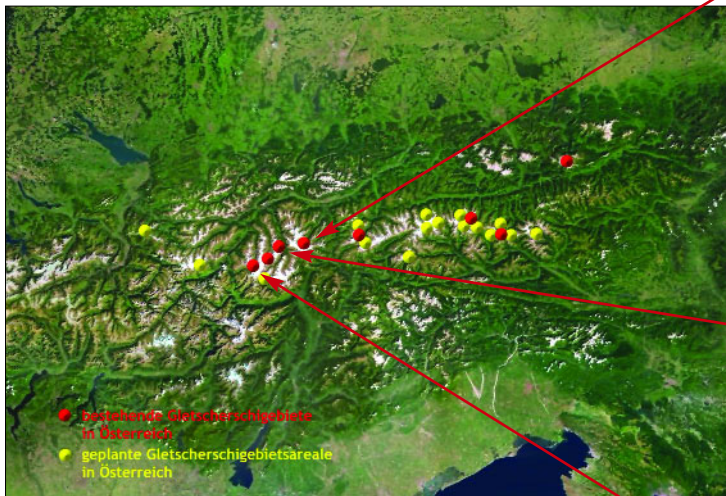 bestehende Gletscherschigebiete
in Österreich
geplante Gletscherschigebietsareale
in Österreich